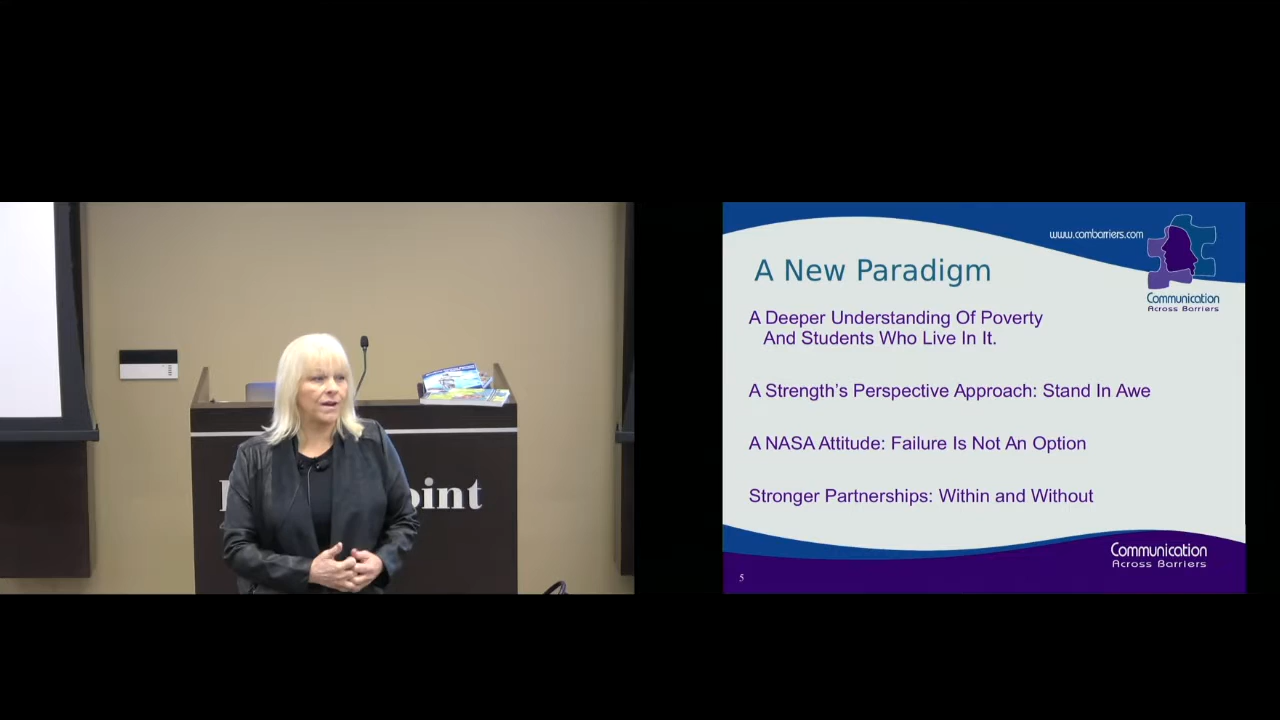 oint
www.combarriers.com
Communication
Across Barriers
A New Paradigm
A Deeper Understanding Of Poverty
And Students Who Live In It.
A Strength's Perspective Approach: Stand In Awe
A NASA Attitude: Failure Is Not An Option
Stronger Partnerships: Within and Without
Communication
Across Barriers
5